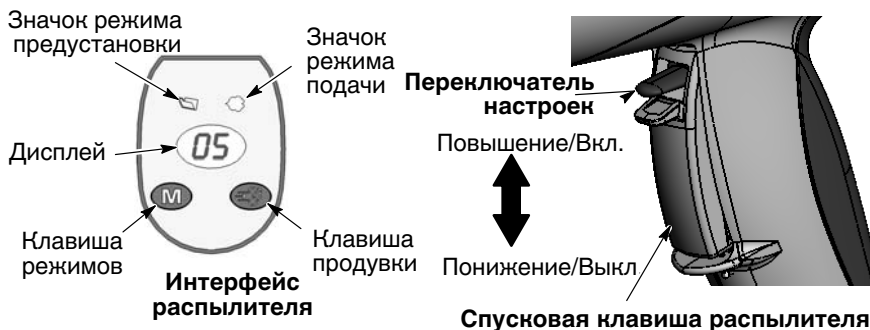 Значок режима
предустановки
Значок
режима
подачи
Дисплей
05
M
Клавиша
режимов
Клавиша
продувки
Интерфейс
распылителя
Переключатель
настроек
Повышение/Вкл.
Понижение/Выкл.
Спусковая клавиша распылителя